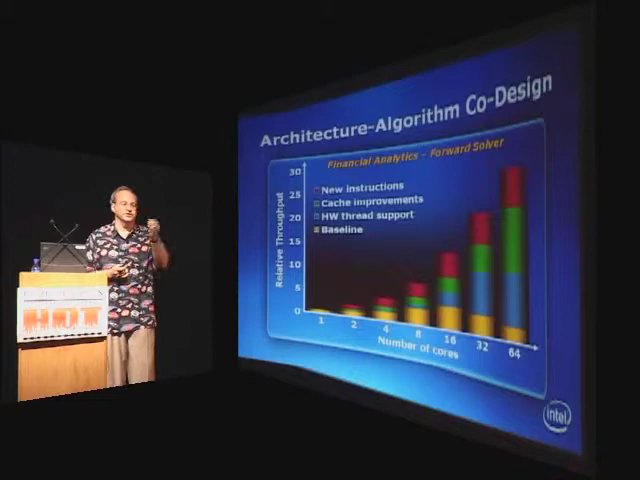 Architecture-Algorithm Co-Design
Financial Analytics – Forward Solver
Relative Throughput
30
25
20
15
10
5
0
New instructions
Cache improvements
HW thread support
Baseline
1 2 4 8 16 32 64
Number of cores
intel
HOT